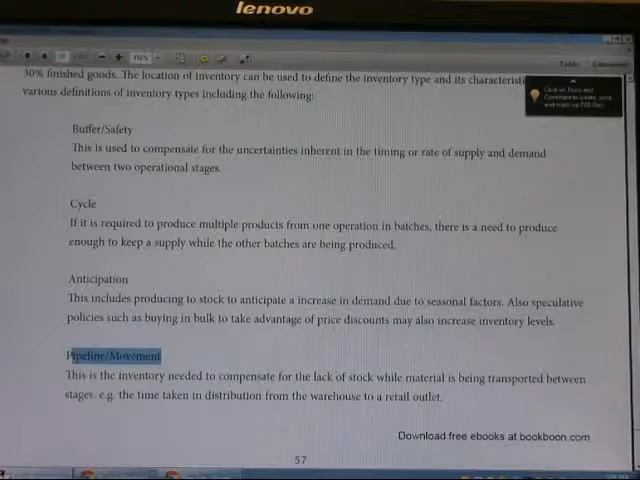 lenovo
30% finished goods. The location of inventory can be used to define the inventory type and its
various definitions of inventory types including the following:
Buffer/Safety
This is used to compensate for the uncertainties inherent in the timing or rate of supply and demand
between two operational stages.
Cycle
If it is required to produce multiple products from one operation in batches, there is a need to produce
enough to keep a supply while the other batches are being produced.
Anticipation
This includes producing to stock to anticipate a increase in demand due to seasonal factors. Also speculative
policies such as buying in bulk to take advantage of price discounts may also increase inventory levels.
Pipeline/Movement
This is the inventory needed to compensate for the lack of stock while material is being transported between
stages. e.g. the time taken in distribution from the warehouse to a retail outlet.
Download free ebooks at bookboon.com
57